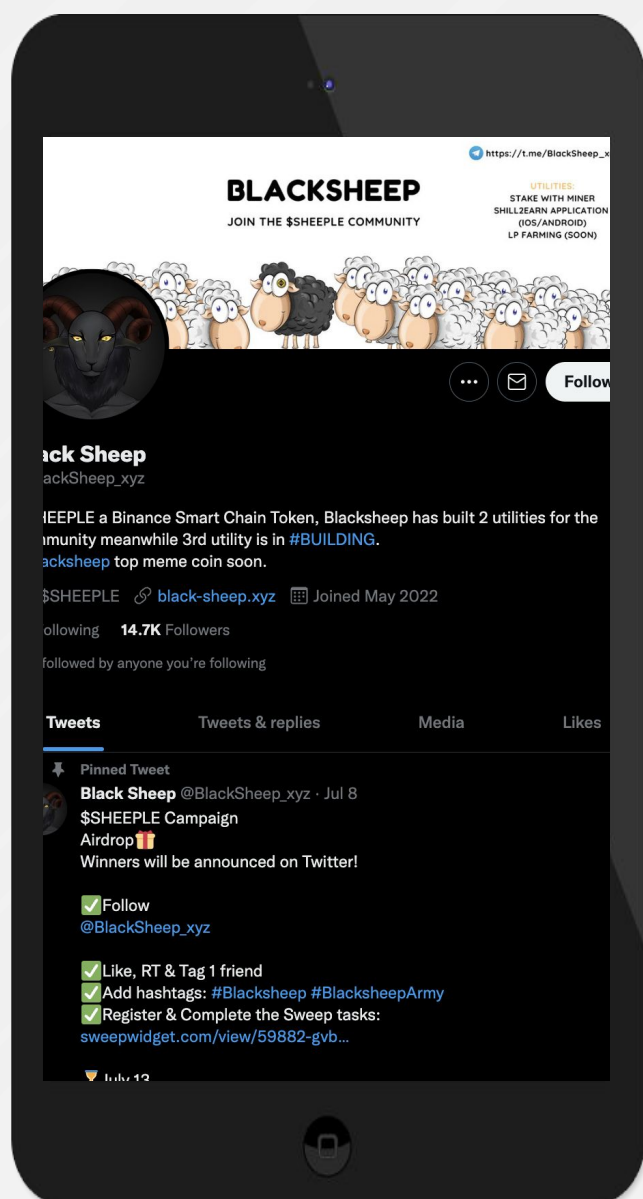 https://t.me/BlackSheep_x
BLACKSHEEP
JOIN THE $SHEEPLE COMMUNITY
UTILITIES:
STAKE WITH MINER
SHILL2EARN APPLICATION
(IOS/ANDROID)
LP FARMING (SOON)
Follow
ack Sheep
ackSheep_xyz
HEEPLE a Binance Smart Chain Token, Blacksheep has built 2 utilities for the
mmunity meanwhile 3rd utility is in #BUILDING.
acksheep top meme coin soon.
$SHEEPLE black-sheep.xyz Joined May 2022
ollowing 14.7K Followers
followed by anyone you're following
Tweets Tweets & replies Media Likes
Pinned Tweet
Black Sheep @BlackSheep_xyz · Jul 8
$SHEEPLE Campaign
Airdrop🎁
Winners will be announced on Twitter!
✅Follow
@BlackSheep_xyz
✅Like, RT & Tag 1 friend
✅Add hashtags: #Blacksheep #BlacksheepArmy
✅Register & Complete the Sweep tasks:
sweepwidget.com/view/59882-gvb...
⏳ July 13